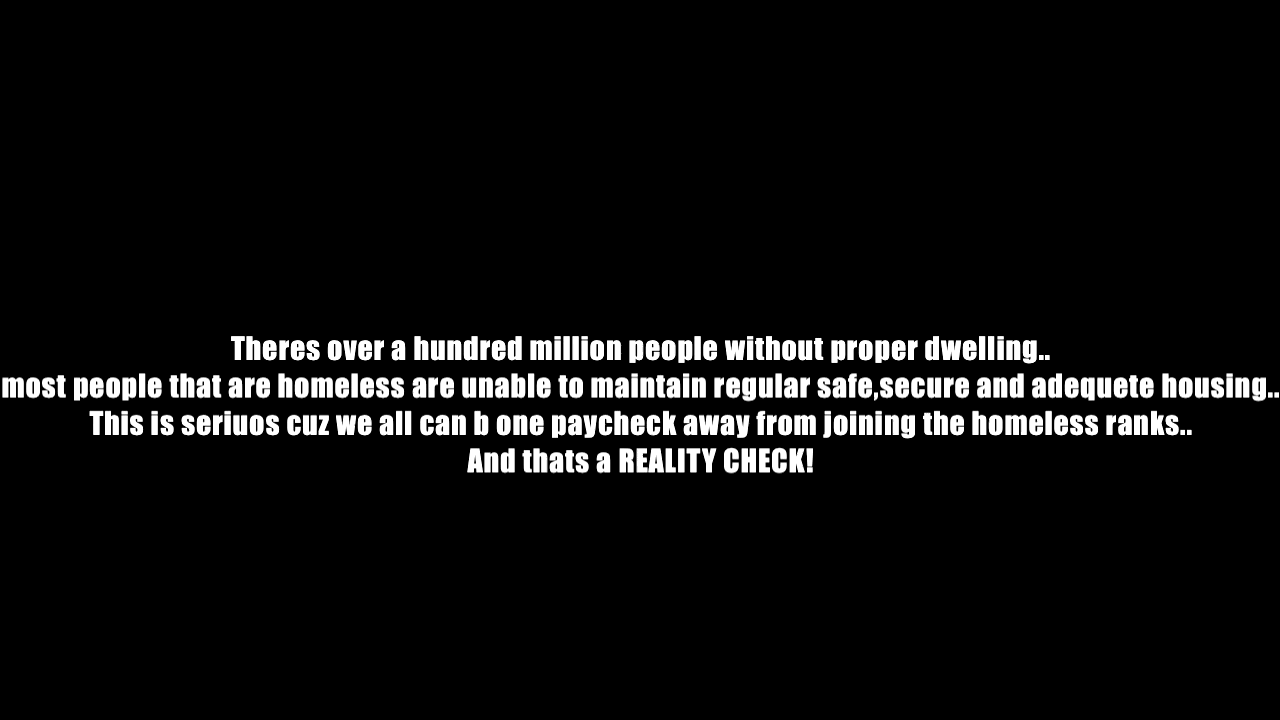 Theres over a hundred million people without proper dwelling..
most people that are homeless are unable to maintain regular safe,secure and adequete housing..
This is seriuos cuz we all can b one paycheck away from joining the homeless ranks..
And thats a REALITY CHECK!